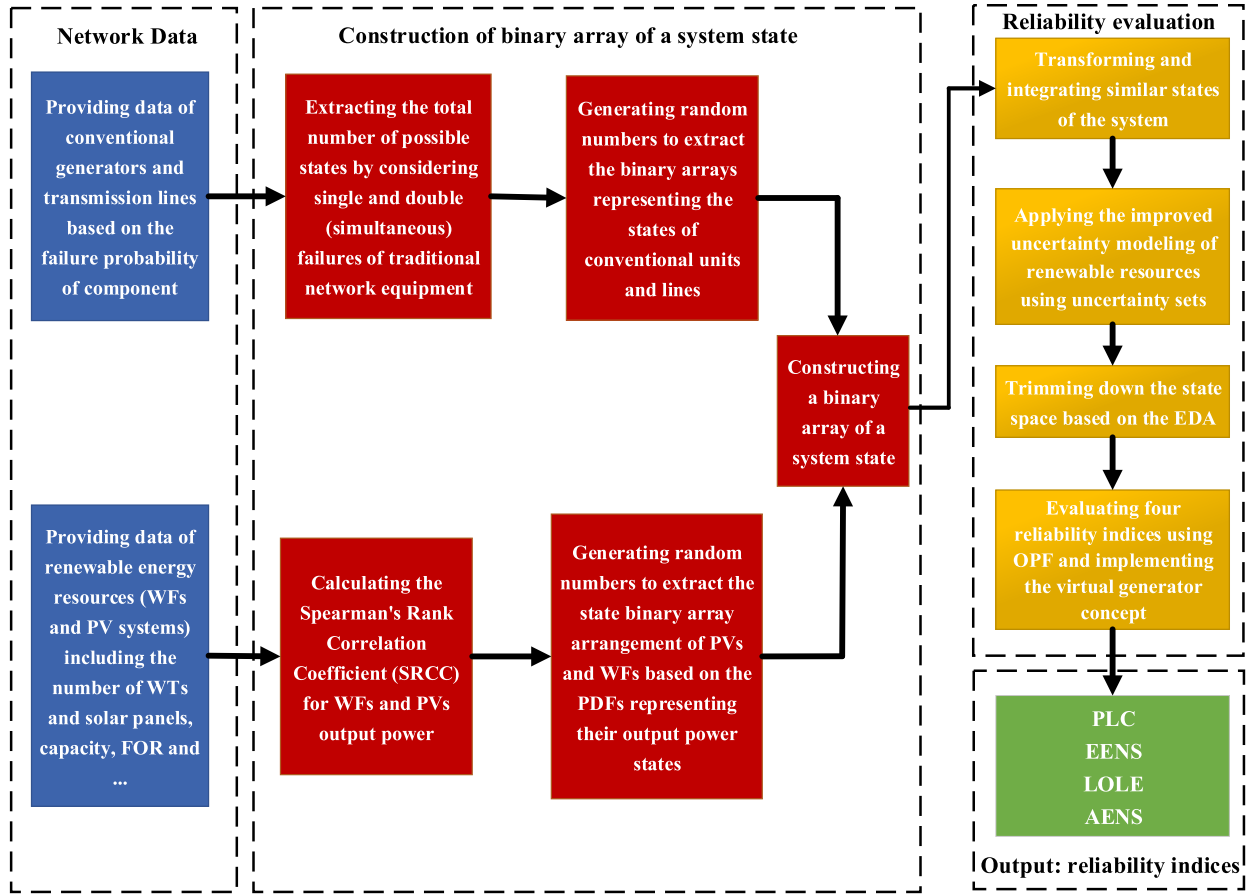 Network Data
Providing data of
conventional
generators and
transmission lines
based on the
failure probability
of component
Providing data of
renewable energy
resources (WFs
and PV systems)
including the
number of WTs
and solar panels,
capacity, FOR and
...
Construction of binary array of a system state
Extracting the total
number of possible
states by considering
single and double
(simultaneous)
failures of traditional
network equipment
Generating random
numbers to extract
the binary arrays
representing the
states of
conventional units
and lines
Calculating the
Spearman's Rank
Correlation
Coefficient (SRCC)
for WFs and PVs
output power
Generating random
numbers to extract the
state binary array
arrangement of PVs
and WFs based on the
PDFs representing
their output power
states
Constructing
a binary
array of a
system state
Reliability evaluation
Transforming and
integrating similar states
of the system
Applying the improved
uncertainty modeling of
renewable resources
using uncertainty sets
Trimming down the state
space based on the EDA
Evaluating four
reliability indices using
OPF and implementing
the virtual generator
concept
PLC
EENS
LOLE
AENS
Output: reliability indices